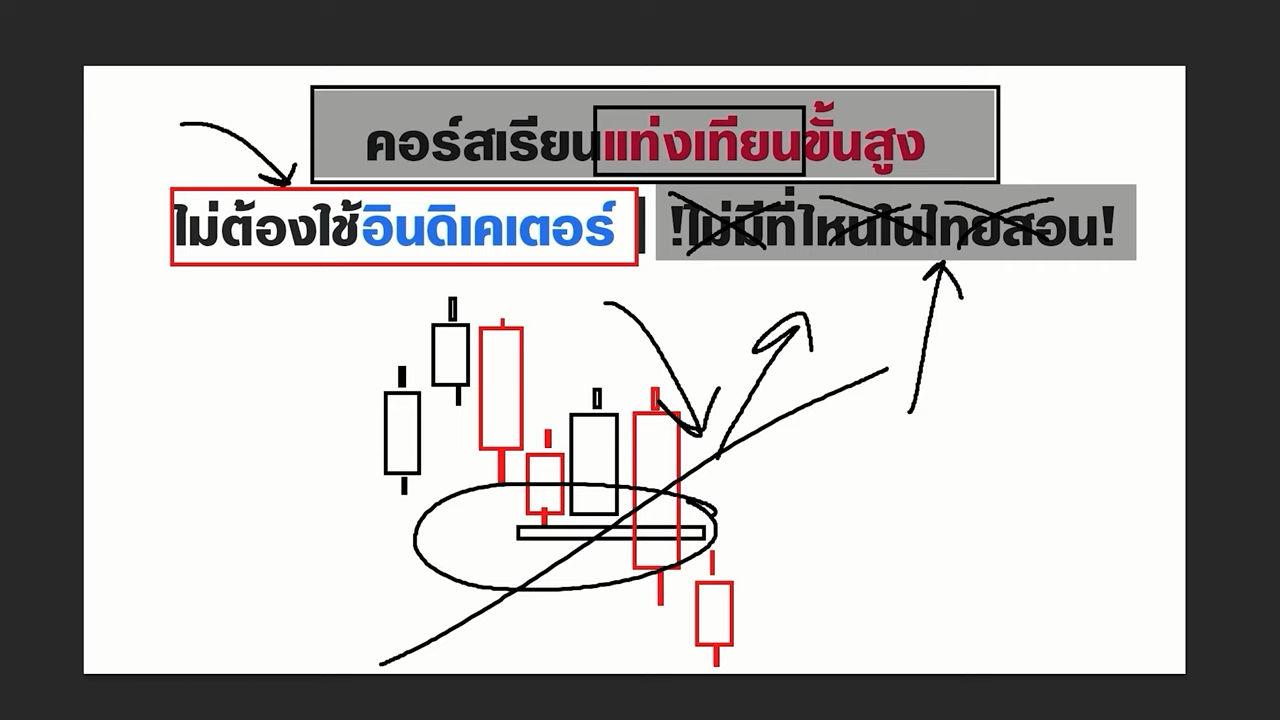 คอร์สเรียนแท่งเทียนขั้นสูง
ไม่ต้องใช้อินดิเคเตอร์ | !ไม่มีที่ไหนในไทยสอน!